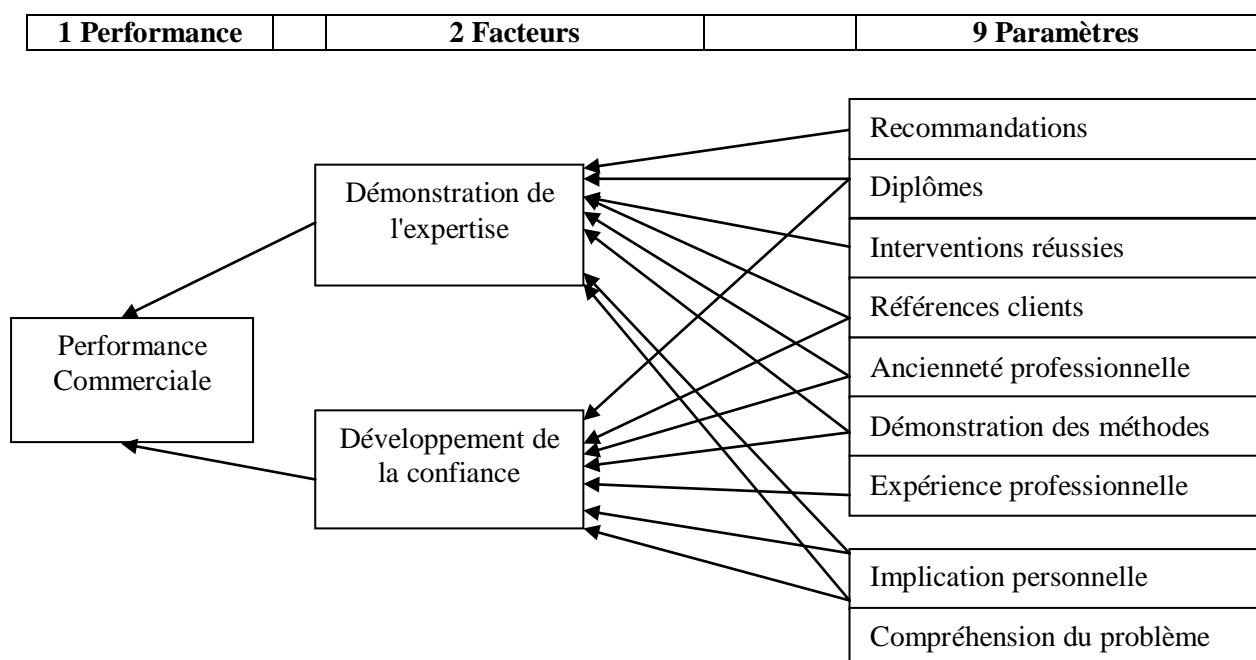 1 Performance 2 Facteurs 9 Paramètres
Recommandations
Démonstration de
l'expertise
Diplômes
Interventions réussies
Références clients
Performance
Commerciale
Ancienneté professionnelle
Développement de
la confiance
Démonstration des méthodes
Expérience professionnelle
Implication personnelle
Compréhension du problème